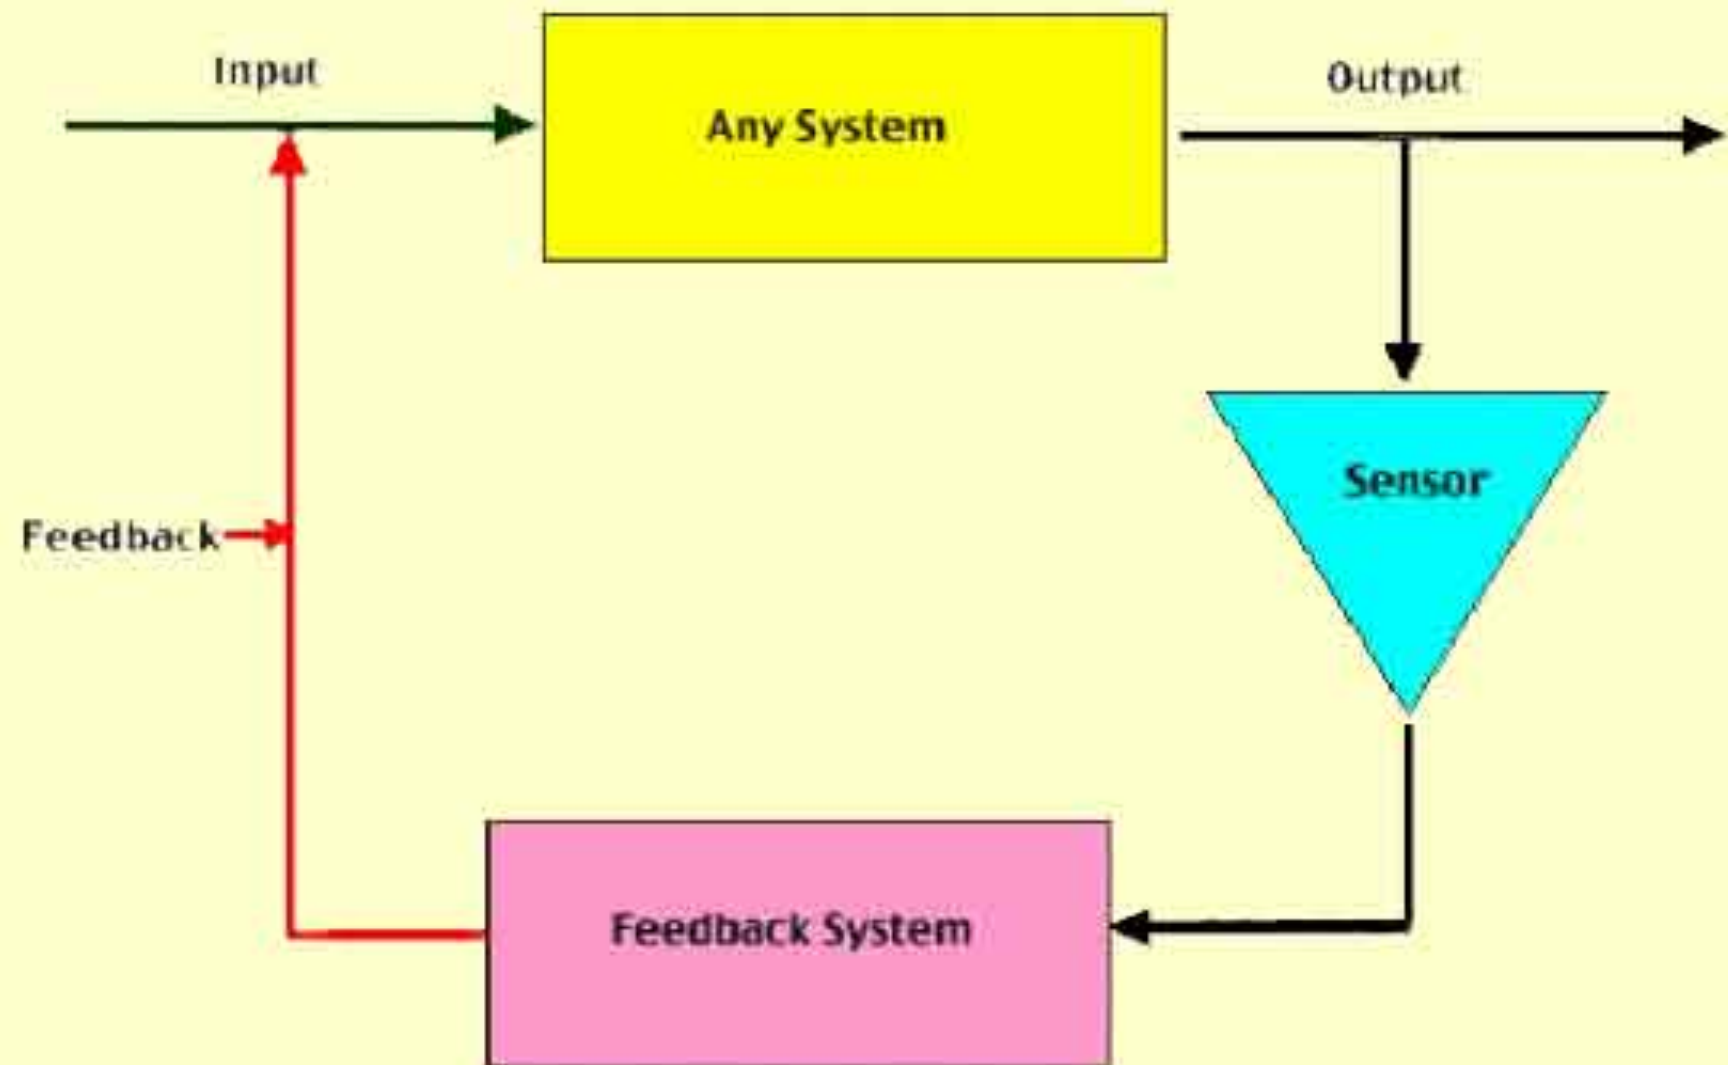 Input
Any System
Output
Sensor
Feedback
Feedback System